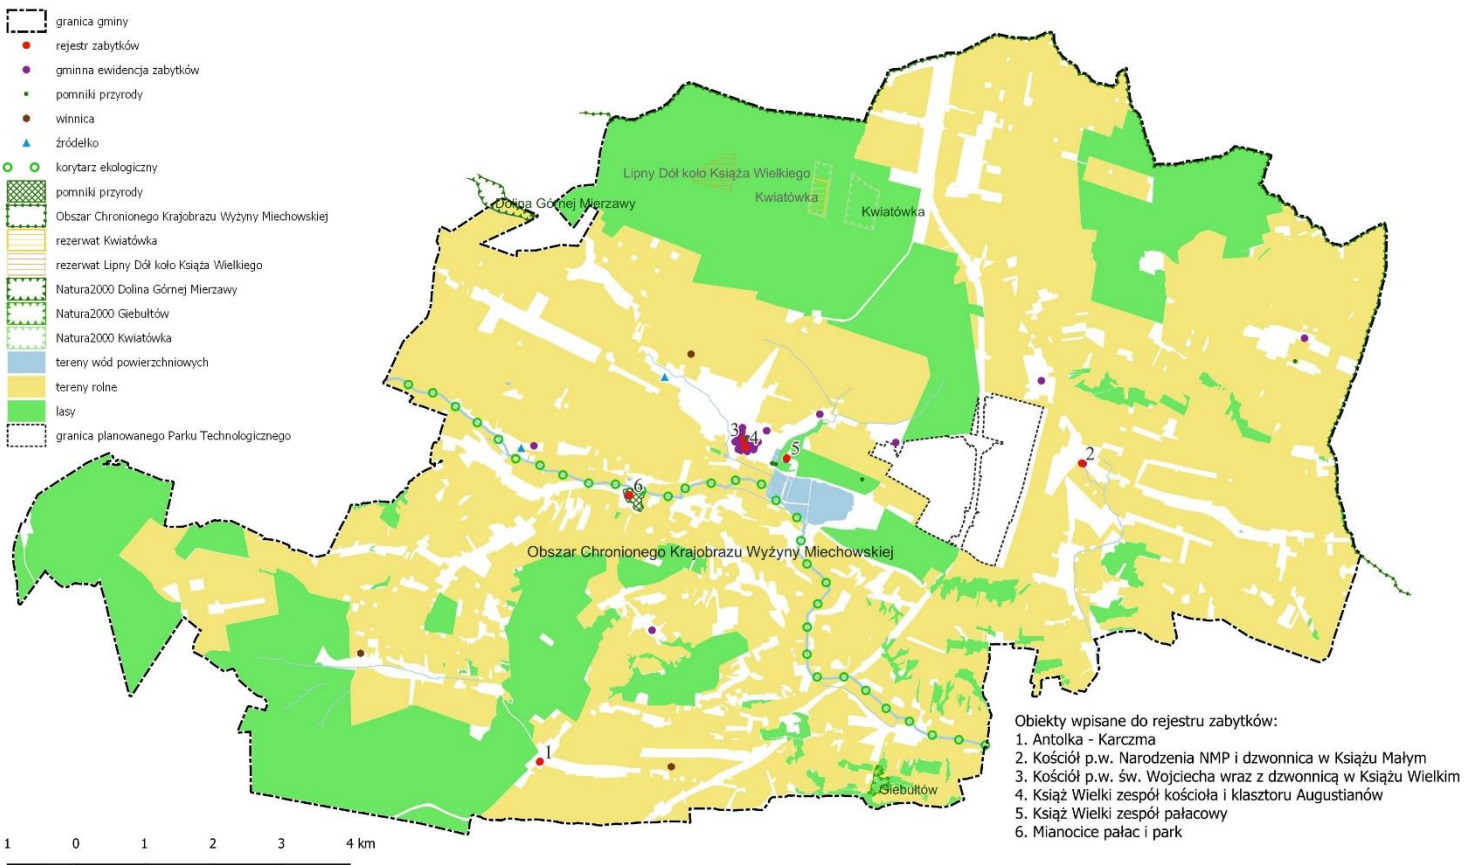 granica gminy
rejestr zabytków
gminna ewidencja zabytków
pomniki przyrody
winnica
źródełko
korytarz ekologiczny
pomniki przyrody
Obszar Chronionego Krajobrazu Wyżyny Miechowskiej
rezerwat Kwiatówka
rezerwat Lipny Dół koło Książa Wielkiego
Natura2000 Dolina Górnej Mierzawy
Natura2000 Giebułtów
Natura2000 Kwiatówka
tereny wód powierzchniowych
tereny rolne
lasy
granica planowanego Parku Technologicznego
Lipny Dół koło Książa Wielkiego
Kwiatówka
Kwiatówka
Dolina Górnej Mierzawy
3
4
5
2
6
Obszar Chronionego Krajobrazu Wyżyny Miechowskiej
1
Giebułtów
Obiekty wpisane do rejestru zabytków:
1. Antolka - Karczma
2. Kościół p.w. Narodzenia NMP i dzwonnica w Książu Małym
3. Kościół p.w. św. Wojciecha wraz z dzwonnicą w Książu Wielkim
4. Książ Wielki zespół kościoła i klasztoru Augustianów
5. Książ Wielki zespół pałacowy
6. Mianocice pałac i park
1 0 1 2 3 4 km